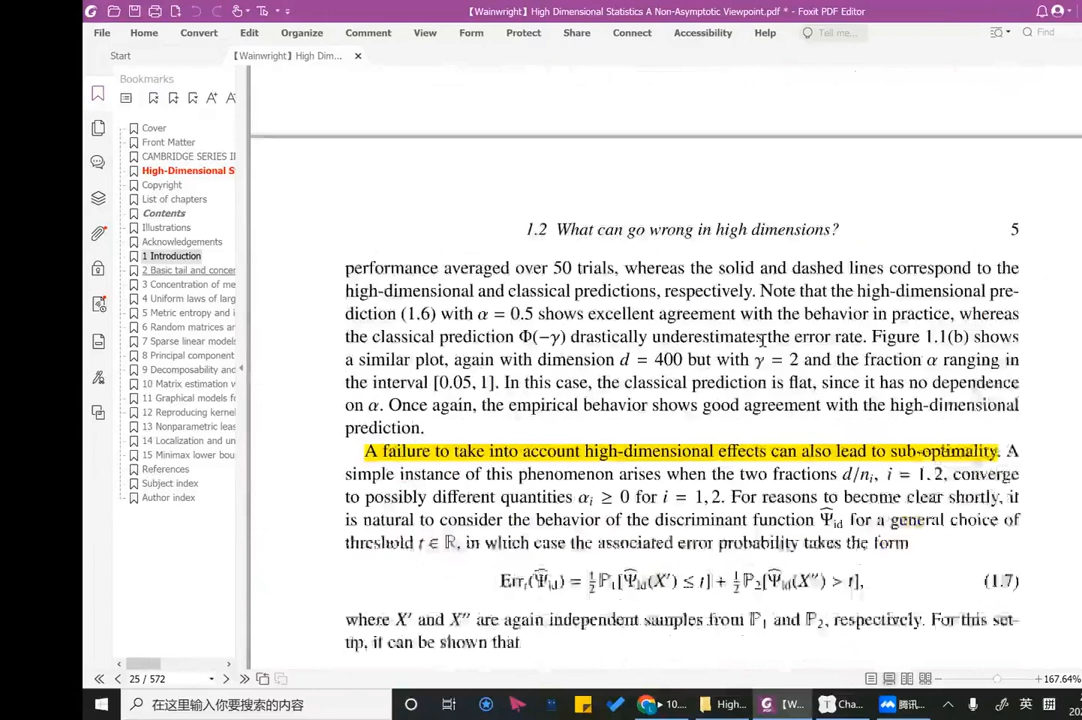 【Wainwright】High Dimensional Statistics A Non-Asymptotic Viewpoint.pdf * - Foxit PDF Editor
File Home Convert Edit Organize Comment View Form Protect Share Connect Accessibility Help Tell me... Find
Start 【Wainwright】High Dim...
Bookmarks
Cover
Front Matter
CAMBRIDGE SERIES I
High-Dimensional S
Copyright
List of chapters
Contents
Illustrations
Acknowledgements
1 Introduction
2 Basic tail and conce
3 Concentration of me
4 Uniform laws of larg
5 Metric entropy and
6 Random matrices ar
7 Sparse linear models
8 Principal component
9 Decomposability and
10 Matrix estimation w
11 Graphical models fo
12 Reproducing kernel
13 Nonparametric leas
14 Localization and un
15 Minimax lower bou
References
Subject index
Author index
1.2 What can go wrong in high dimensions? 5
performance averaged over 50 trials, whereas the solid and dashed lines correspond to the
high-dimensional and classical predictions, respectively. Note that the high-dimensional pre-
diction (1.6) with α = 0.5 shows excellent agreement with the behavior in practice, whereas
the classical prediction Φ(−γ) drastically underestimates the error rate. Figure 1.1(b) shows
a similar plot, again with dimension d = 400 but with γ = 2 and the fraction α ranging in
the interval [0.05, 1]. In this case, the classical prediction is flat, since it has no dependence
on α. Once again, the empirical behavior shows good agreement with the high-dimensional
prediction.
A failure to take into account high-dimensional effects can also lead to sub-optimality. A
simple instance of this phenomenon arises when the two fractions d/nᵢ, i = 1, 2, converge
to possibly different quantities αᵢ ≥ 0 for i = 1, 2. For reasons to become clear shortly, it
is natural to consider the behavior of the discriminant function Ψ̂_id for a general choice of
threshold t ∈ ℝ, in which case the associated error probability takes the form
Err_t(Ψ̂_id) = ½ℙ₁[Ψ̂_id(X′) ≤ t] + ½ℙ₂[Ψ̂_id(X″) > t], (1.7)
where X′ and X″ are again independent samples from ℙ₁ and ℙ₂, respectively. For this set-
up, it can be shown that
25 / 572 167.64%
在这里输入你要搜索的内容 10... High... 【W... Cha... 腾讯... 英